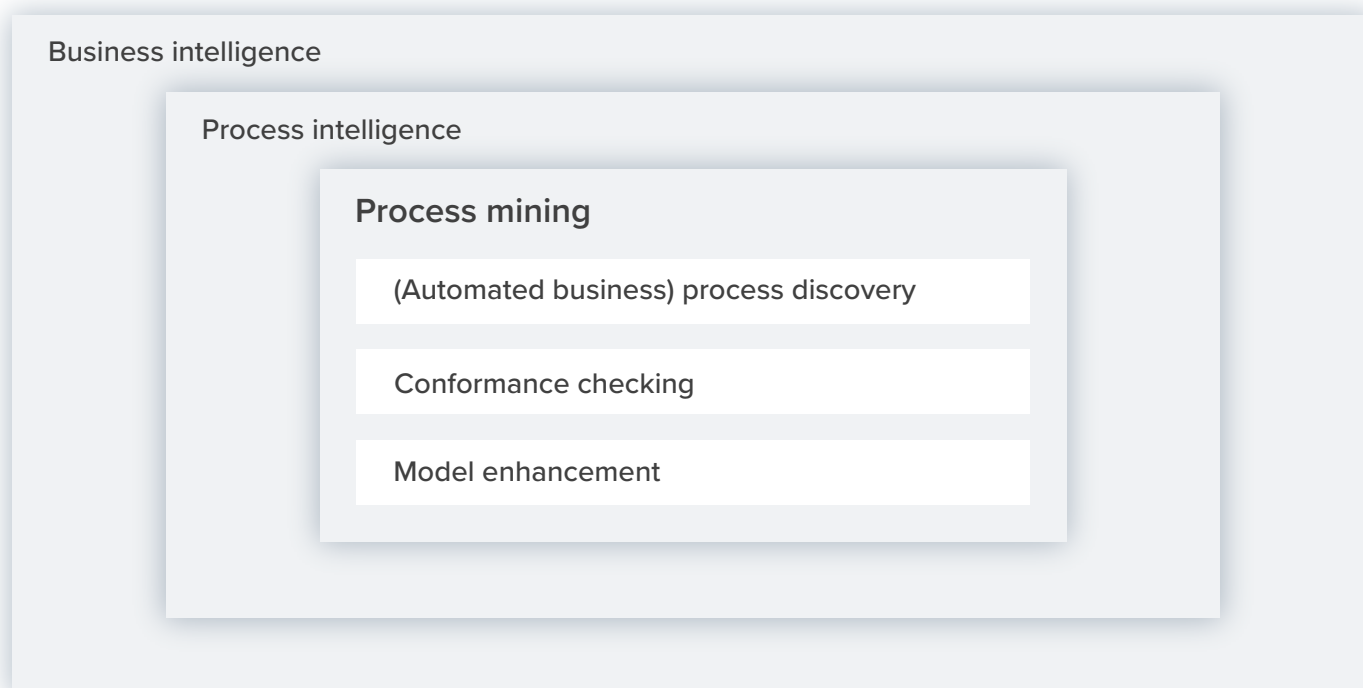 Business intelligence
Process intelligence
Process mining
(Automated business) process discovery
Conformance checking
Model enhancement